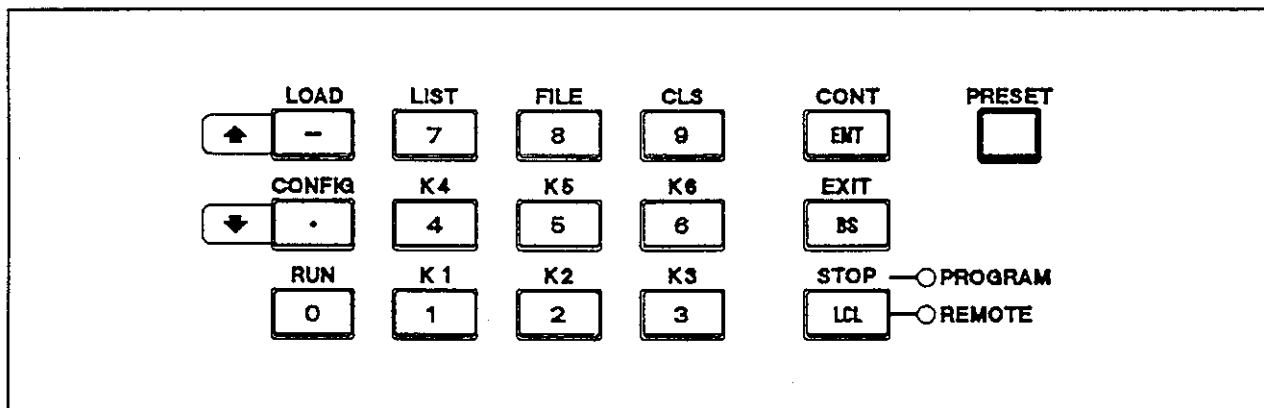 LOAD LIST FILE CLS CONT PRESET
- 7 8 9 ENT
CONFIG K4 K5 K6 EXIT
. 4 5 6 BS
RUN K1 K2 K3 STOP PROGRAM
0 1 2 3 LCL REMOTE